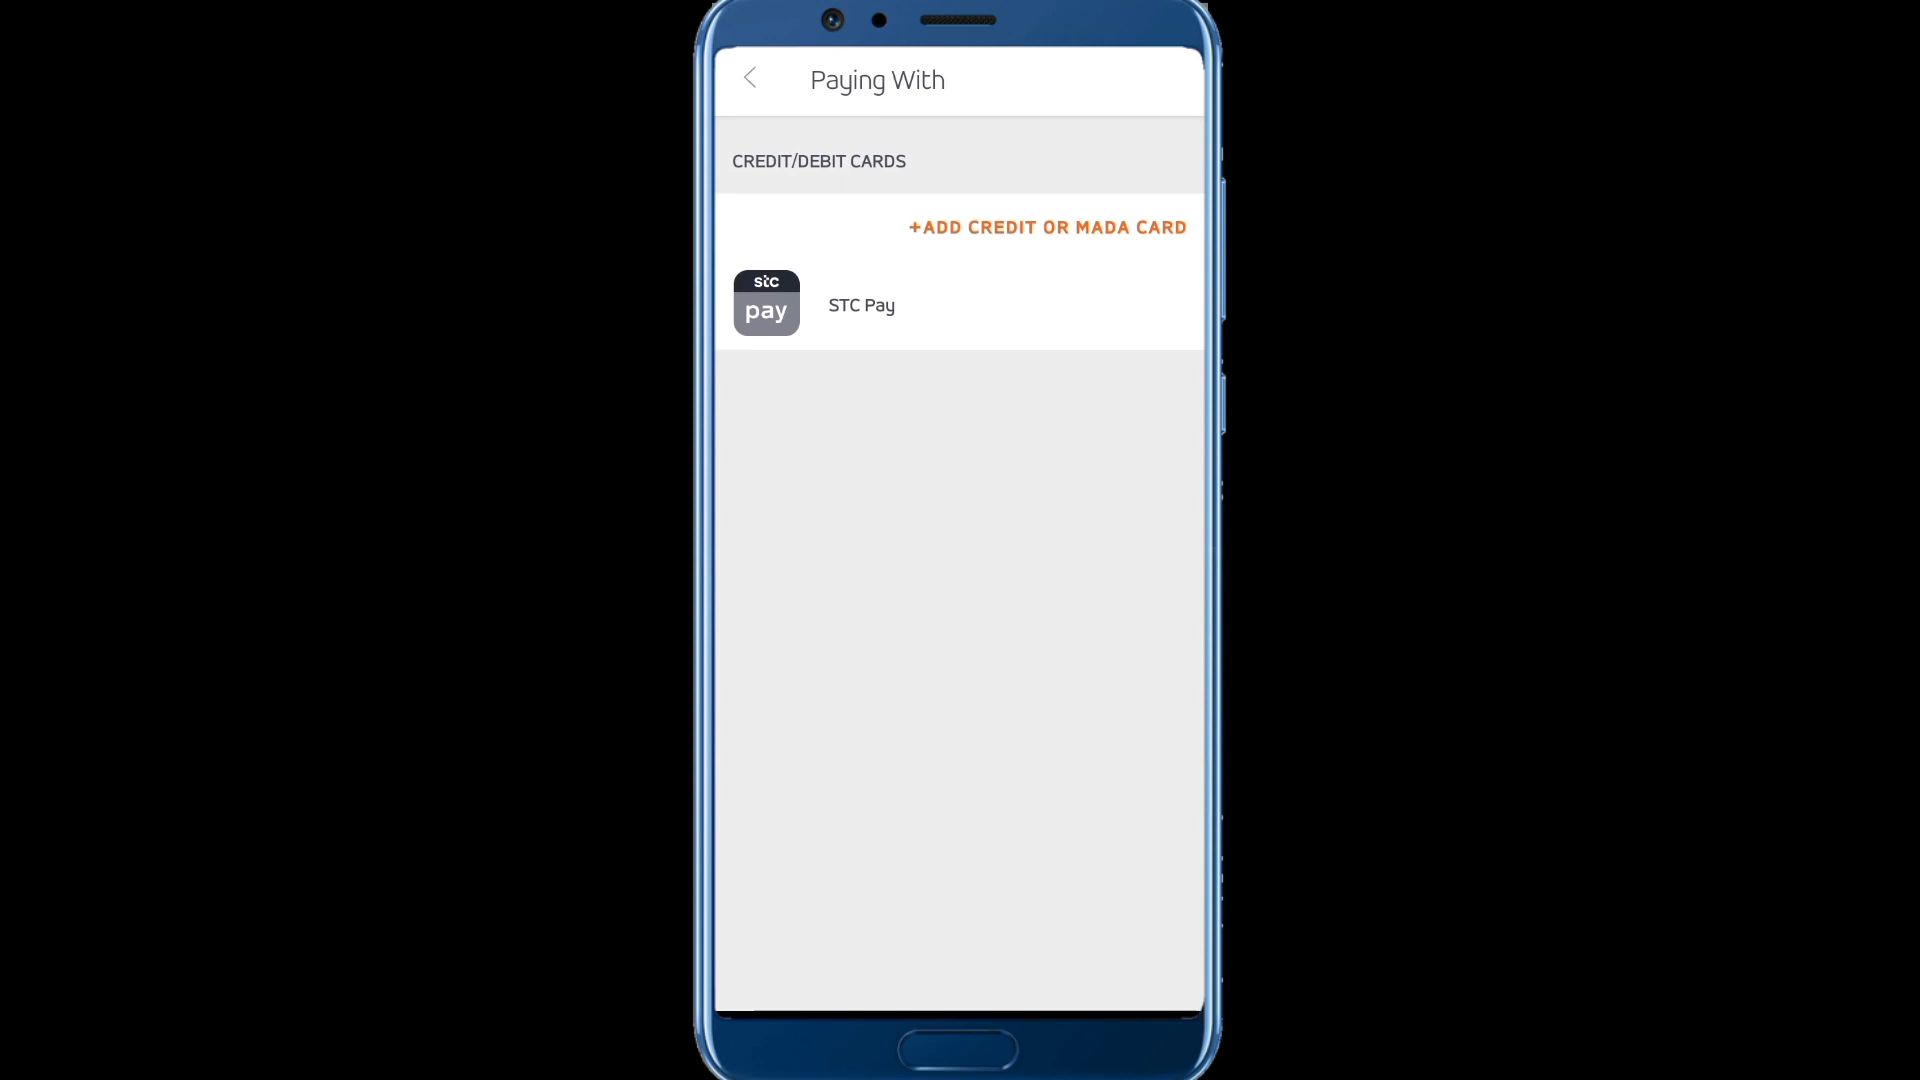 Paying With
CREDIT/DEBIT CARDS
+ADD CREDIT OR MADA CARD
stc
pay
STC Pay